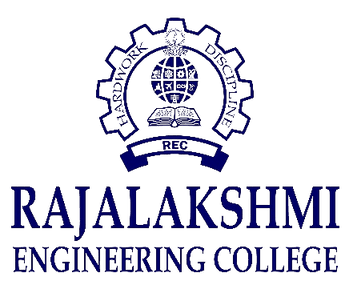 HARDWORK DISCIPLINE
REC
RAJALAKSHMI
ENGINEERING COLLEGE